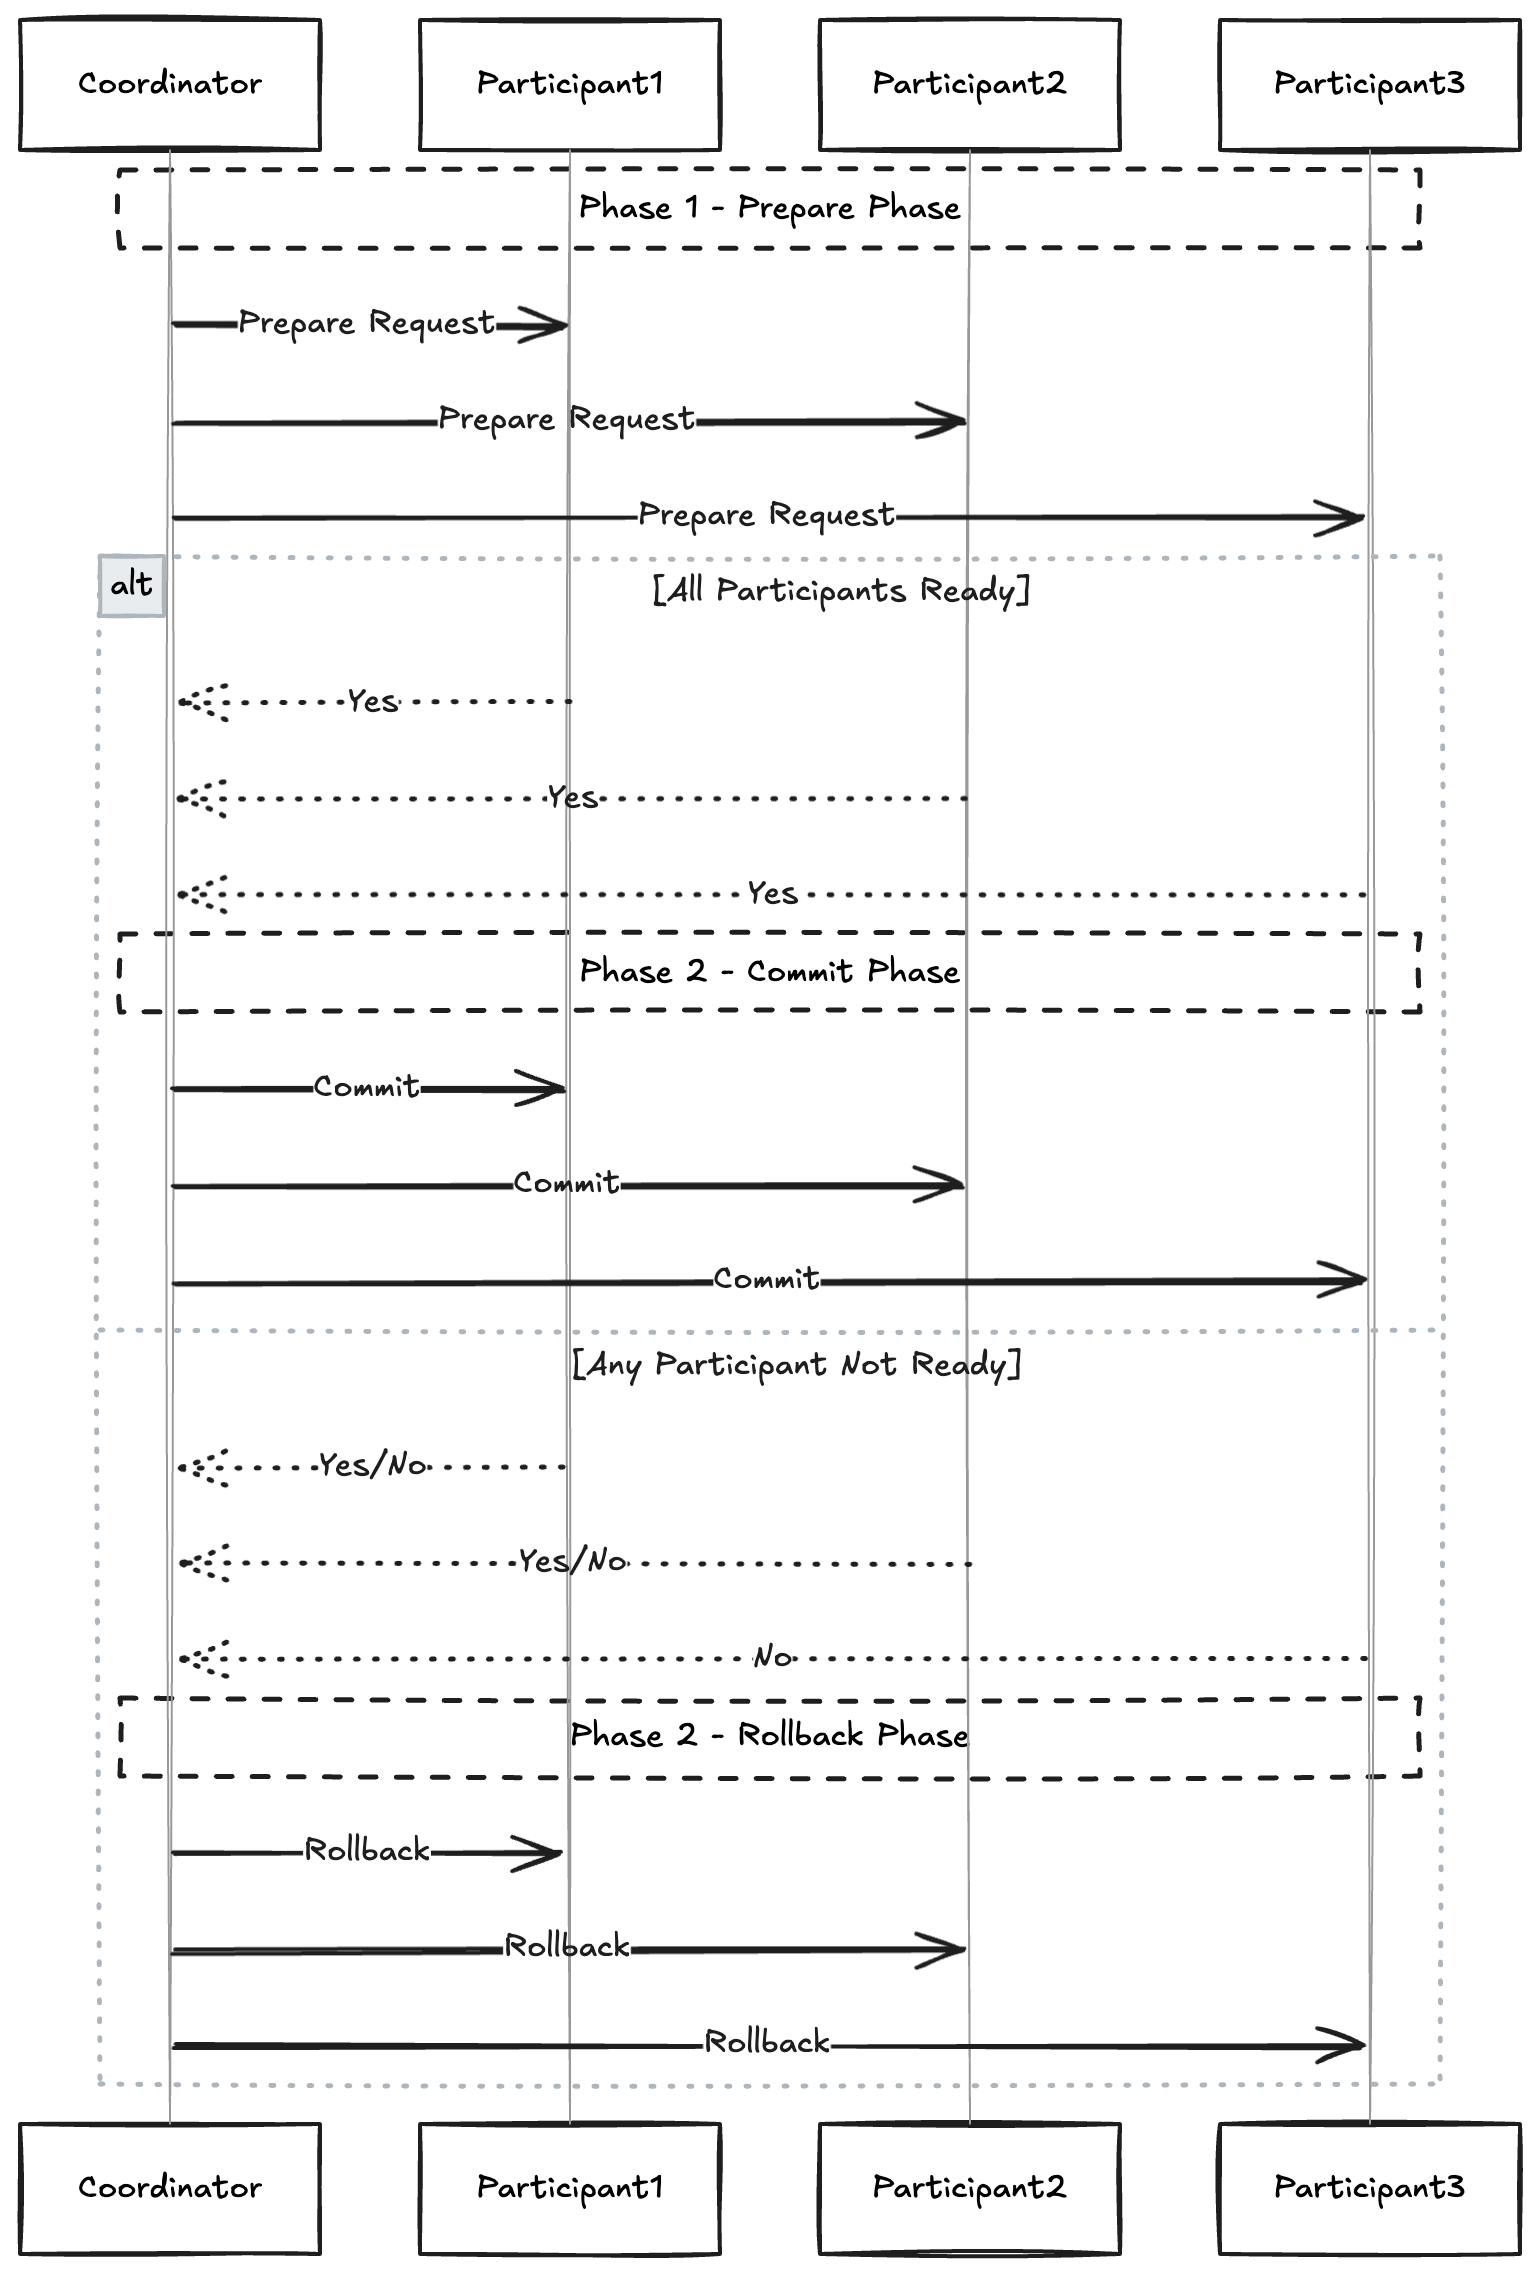 Coordinator
Participant1
Participant2
Participant3
Phase 1 - Prepare Phase
Prepare Request
Prepare Request
Prepare Request
alt
[All Participants Ready]
Yes
Yes
Yes
Phase 2 - Commit Phase
Commit
Commit
Commit
[Any Participant Not Ready]
Yes/No
Yes/No
No
Phase 2 - Rollback Phase
Rollback
Rollback
Rollback
Coordinator
Participant1
Participant2
Participant3